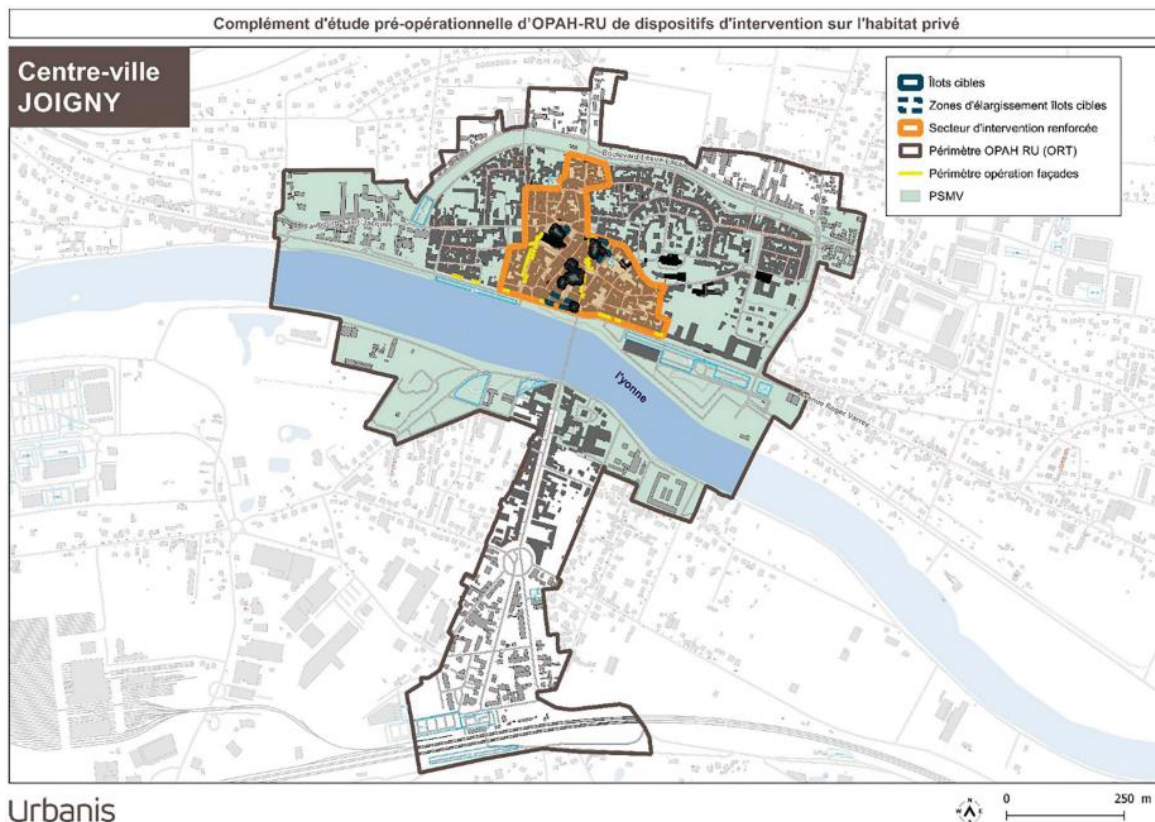 Complément d'étude pré-opérationnelle d'OPAH-RU de dispositifs d'intervention sur l'habitat privé
Centre-ville
JOIGNY
Îlots cibles
Zones d'élargissement îlots cibles
Secteur d'intervention renforcée
Périmètre OPAH RU (ORT)
Périmètre opération façades
PSMV
l'yonne
Urbanis
0 250 m